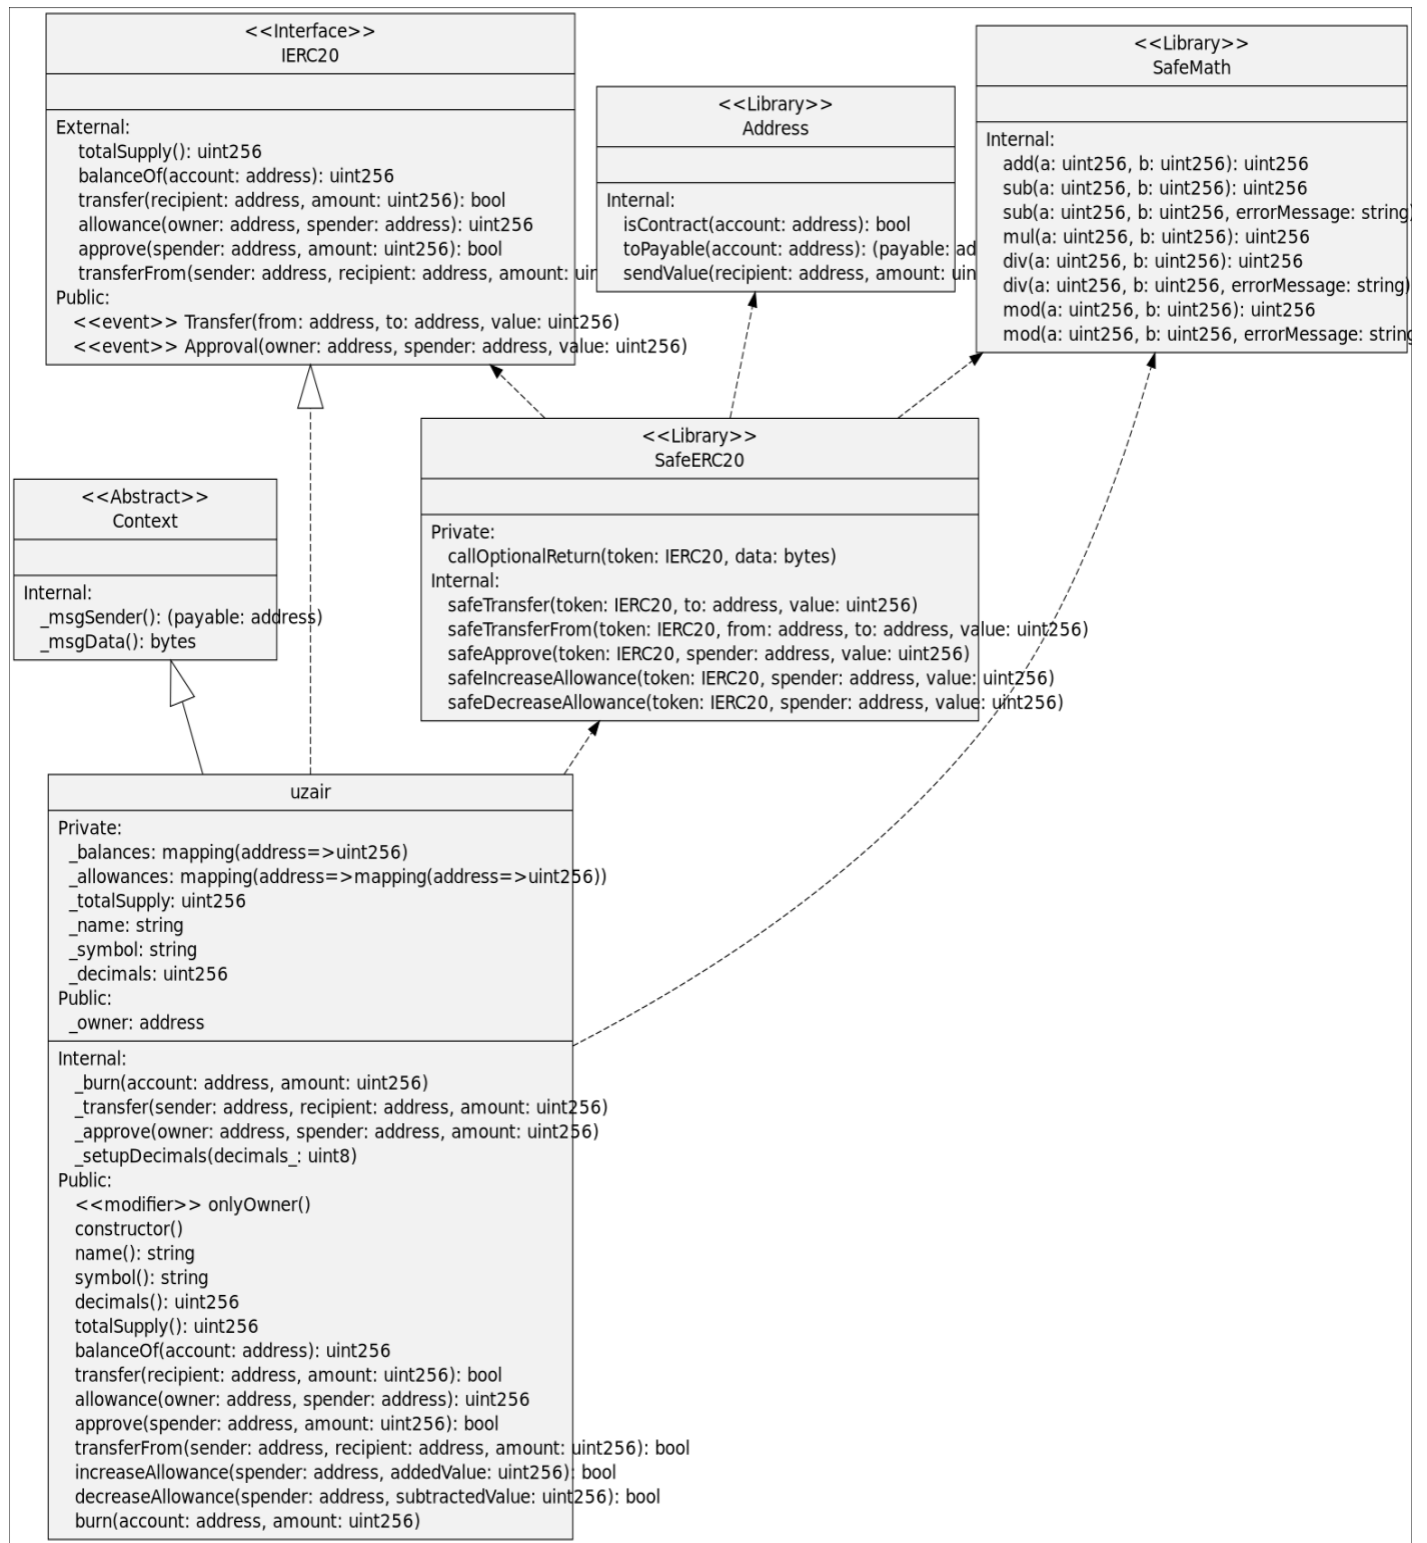 <<Interface>>
IERC20
External:
totalSupply(): uint256
balanceOf(account: address): uint256
transfer(recipient: address, amount: uint256): bool
allowance(owner: address, spender: address): uint256
approve(spender: address, amount: uint256): bool
transferFrom(sender: address, recipient: address, amount:
Public:
<<event>> Transfer(from: address, to: address, value: uint256)
<<event>> Approval(owner: address, spender: address, value: uint256)
<<Library>>
Address
Internal:
isContract(account: address): bool
toPayable(account: address): (payable:
sendValue(recipient: address, amount:
<<Library>>
SafeMath
Internal:
add(a: uint256, b: uint256): uint256
sub(a: uint256, b: uint256): uint256
sub(a: uint256, b: uint256, errorMessage: string)
mul(a: uint256, b: uint256): uint256
div(a: uint256, b: uint256): uint256
div(a: uint256, b: uint256, errorMessage: string)
mod(a: uint256, b: uint256): uint256
mod(a: uint256, b: uint256, errorMessage: string
<<Library>>
SafeERC20
Private:
callOptionalReturn(token: IERC20, data: bytes)
Internal:
safeTransfer(token: IERC20, to: address, value: uint256)
safeTransferFrom(token: IERC20, from: address, to: address, value: uint256)
safeApprove(token: IERC20, spender: address, value: uint256)
safeIncreaseAllowance(token: IERC20, spender: address, value: uint256)
safeDecreaseAllowance(token: IERC20, spender: address, value: uint256)
<<Abstract>>
Context
Internal:
_msgSender(): (payable: address)
_msgData(): bytes
uzair
Private:
_balances: mapping(address=>uint256)
_allowances: mapping(address=>mapping(address=>uint256))
_totalSupply: uint256
_name: string
_symbol: string
_decimals: uint256
Public:
_owner: address
Internal:
_burn(account: address, amount: uint256)
_transfer(sender: address, recipient: address, amount: uint256)
_approve(owner: address, spender: address, amount: uint256)
_setupDecimals(decimals_: uint8)
Public:
<<modifier>> onlyOwner()
constructor()
name(): string
symbol(): string
decimals(): uint256
totalSupply(): uint256
balanceOf(account: address): uint256
transfer(recipient: address, amount: uint256): bool
allowance(owner: address, spender: address): uint256
approve(spender: address, amount: uint256): bool
transferFrom(sender: address, recipient: address, amount: uint256): bool
increaseAllowance(spender: address, addedValue: uint256): bool
decreaseAllowance(spender: address, subtractedValue: uint256): bool
burn(account: address, amount: uint256)